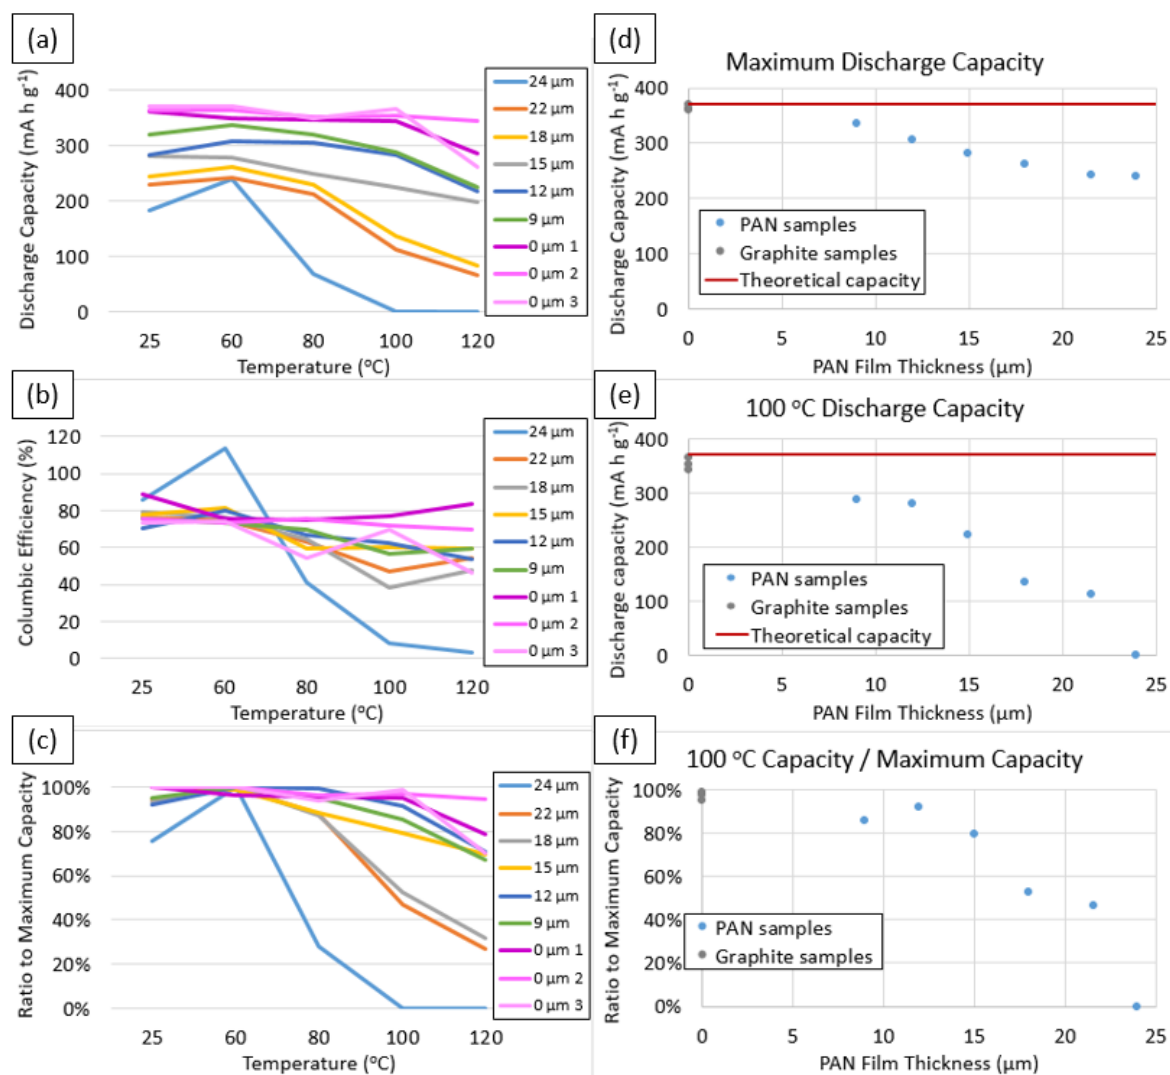 (a)
Discharge Capacity (mA h g⁻¹)
400
300
200
100
0
25 60 80 100 120
Temperature (°C)
24 µm
22 µm
18 µm
15 µm
12 µm
9 µm
0 µm 1
0 µm 2
0 µm 3
(d)
Maximum Discharge Capacity
Discharge Capacity (mA h g⁻¹)
400
300
200
100
0
PAN samples
Graphite samples
Theoretical capacity
0 5 10 15 20 25
PAN Film Thickness (µm)
(b)
Columbic Efficiency (%)
120
100
80
60
40
20
0
25 60 80 100 120
Temperature (°C)
24 µm
22 µm
18 µm
15 µm
12 µm
9 µm
0 µm 1
0 µm 2
0 µm 3
(e)
100 °C Discharge Capacity
Discharge capacity (mA h g⁻¹)
400
300
200
100
0
PAN samples
Graphite samples
Theoretical capacity
0 5 10 15 20 25
PAN Film Thickness (µm)
(c)
Ratio to Maximum Capacity
100%
80%
60%
40%
20%
0%
25 60 80 100 120
Temperature (°C)
24 µm
22 µm
18 µm
15 µm
12 µm
9 µm
0 µm 1
0 µm 2
0 µm 3
(f)
100 °C Capacity / Maximum Capacity
Ratio to Maximum Capacity
100%
80%
60%
40%
20%
0%
PAN samples
Graphite samples
0 5 10 15 20 25
PAN Film Thickness (µm)